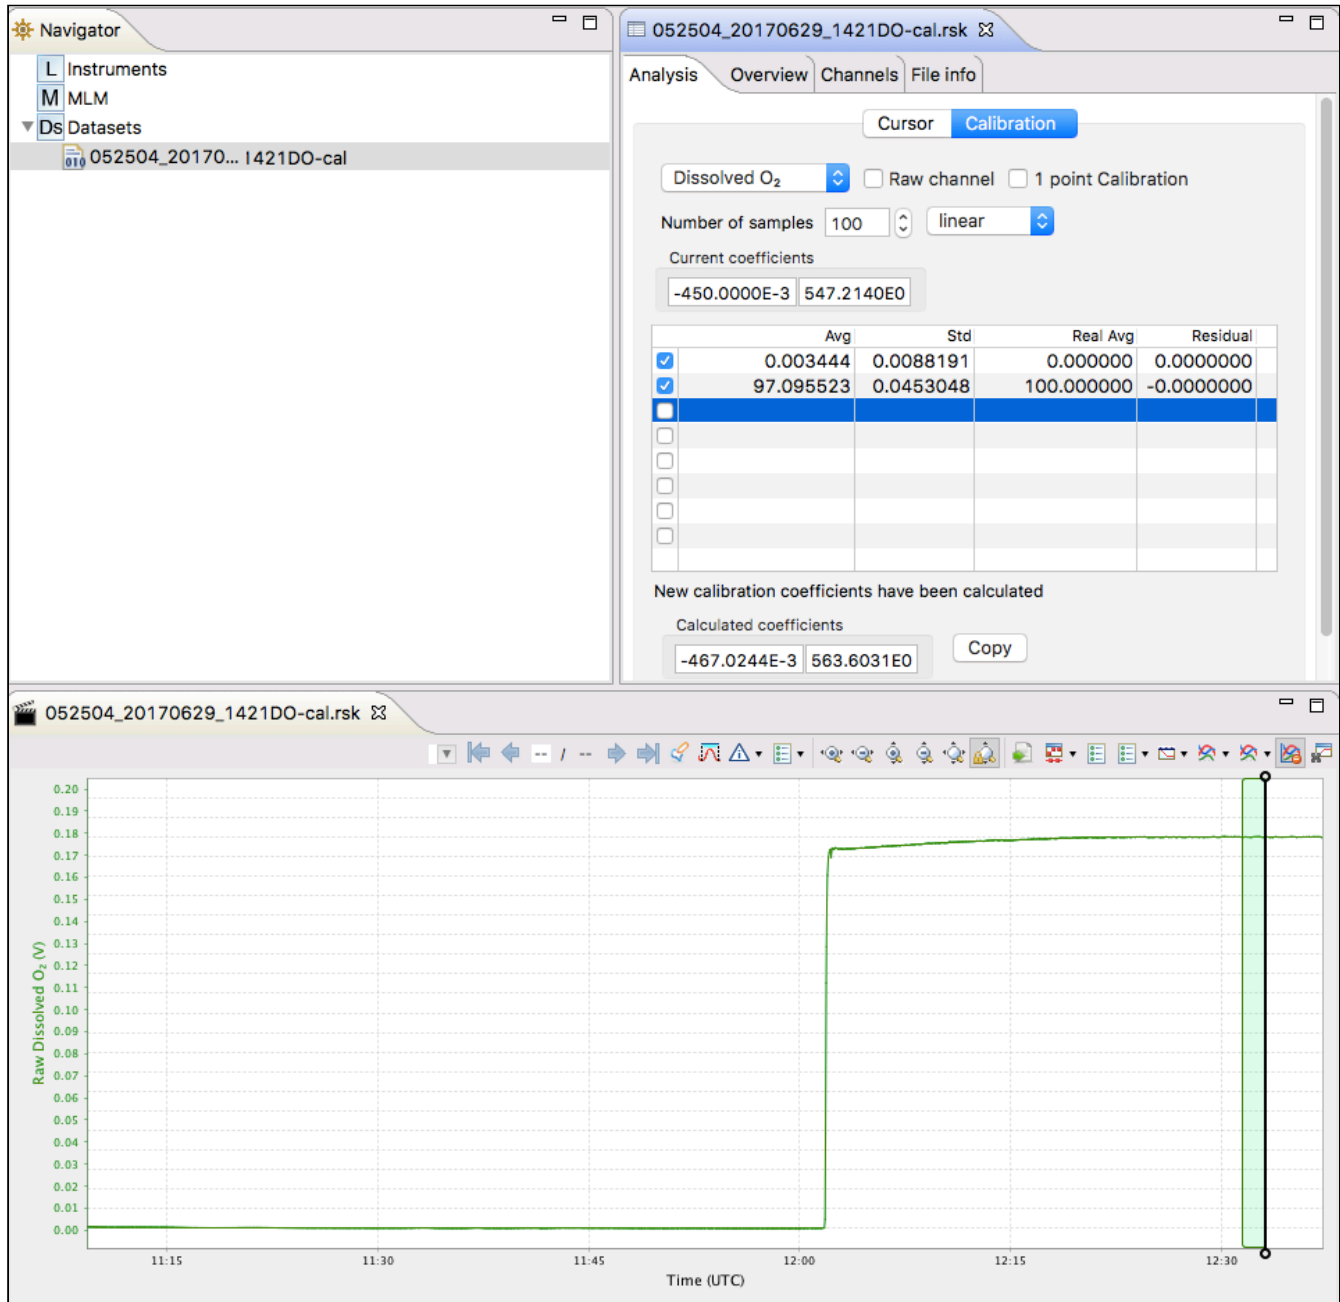 Navigator
L Instruments
M MLM
Ds Datasets
010 052504_20170... 1421DO-cal
052504_20170629_1421DO-cal.rsk
Analysis Overview Channels File info
Cursor Calibration
Dissolved O₂ Raw channel 1 point Calibration
Number of samples 100 linear
Current coefficients
-450.0000E-3 547.2140E0
Avg Std Real Avg Residual
0.003444 0.0088191 0.000000 0.0000000
97.095523 0.0453048 100.000000 -0.0000000
New calibration coefficients have been calculated
Calculated coefficients
-467.0244E-3 563.6031E0 Copy
052504_20170629_1421DO-cal.rsk
-- / --
Raw Dissolved O₂ (V)
0.20
0.19
0.18
0.17
0.16
0.15
0.14
0.13
0.12
0.11
0.10
0.09
0.08
0.07
0.06
0.05
0.04
0.03
0.02
0.01
0.00
11:15 11:30 11:45 12:00 12:15 12:30
Time (UTC)